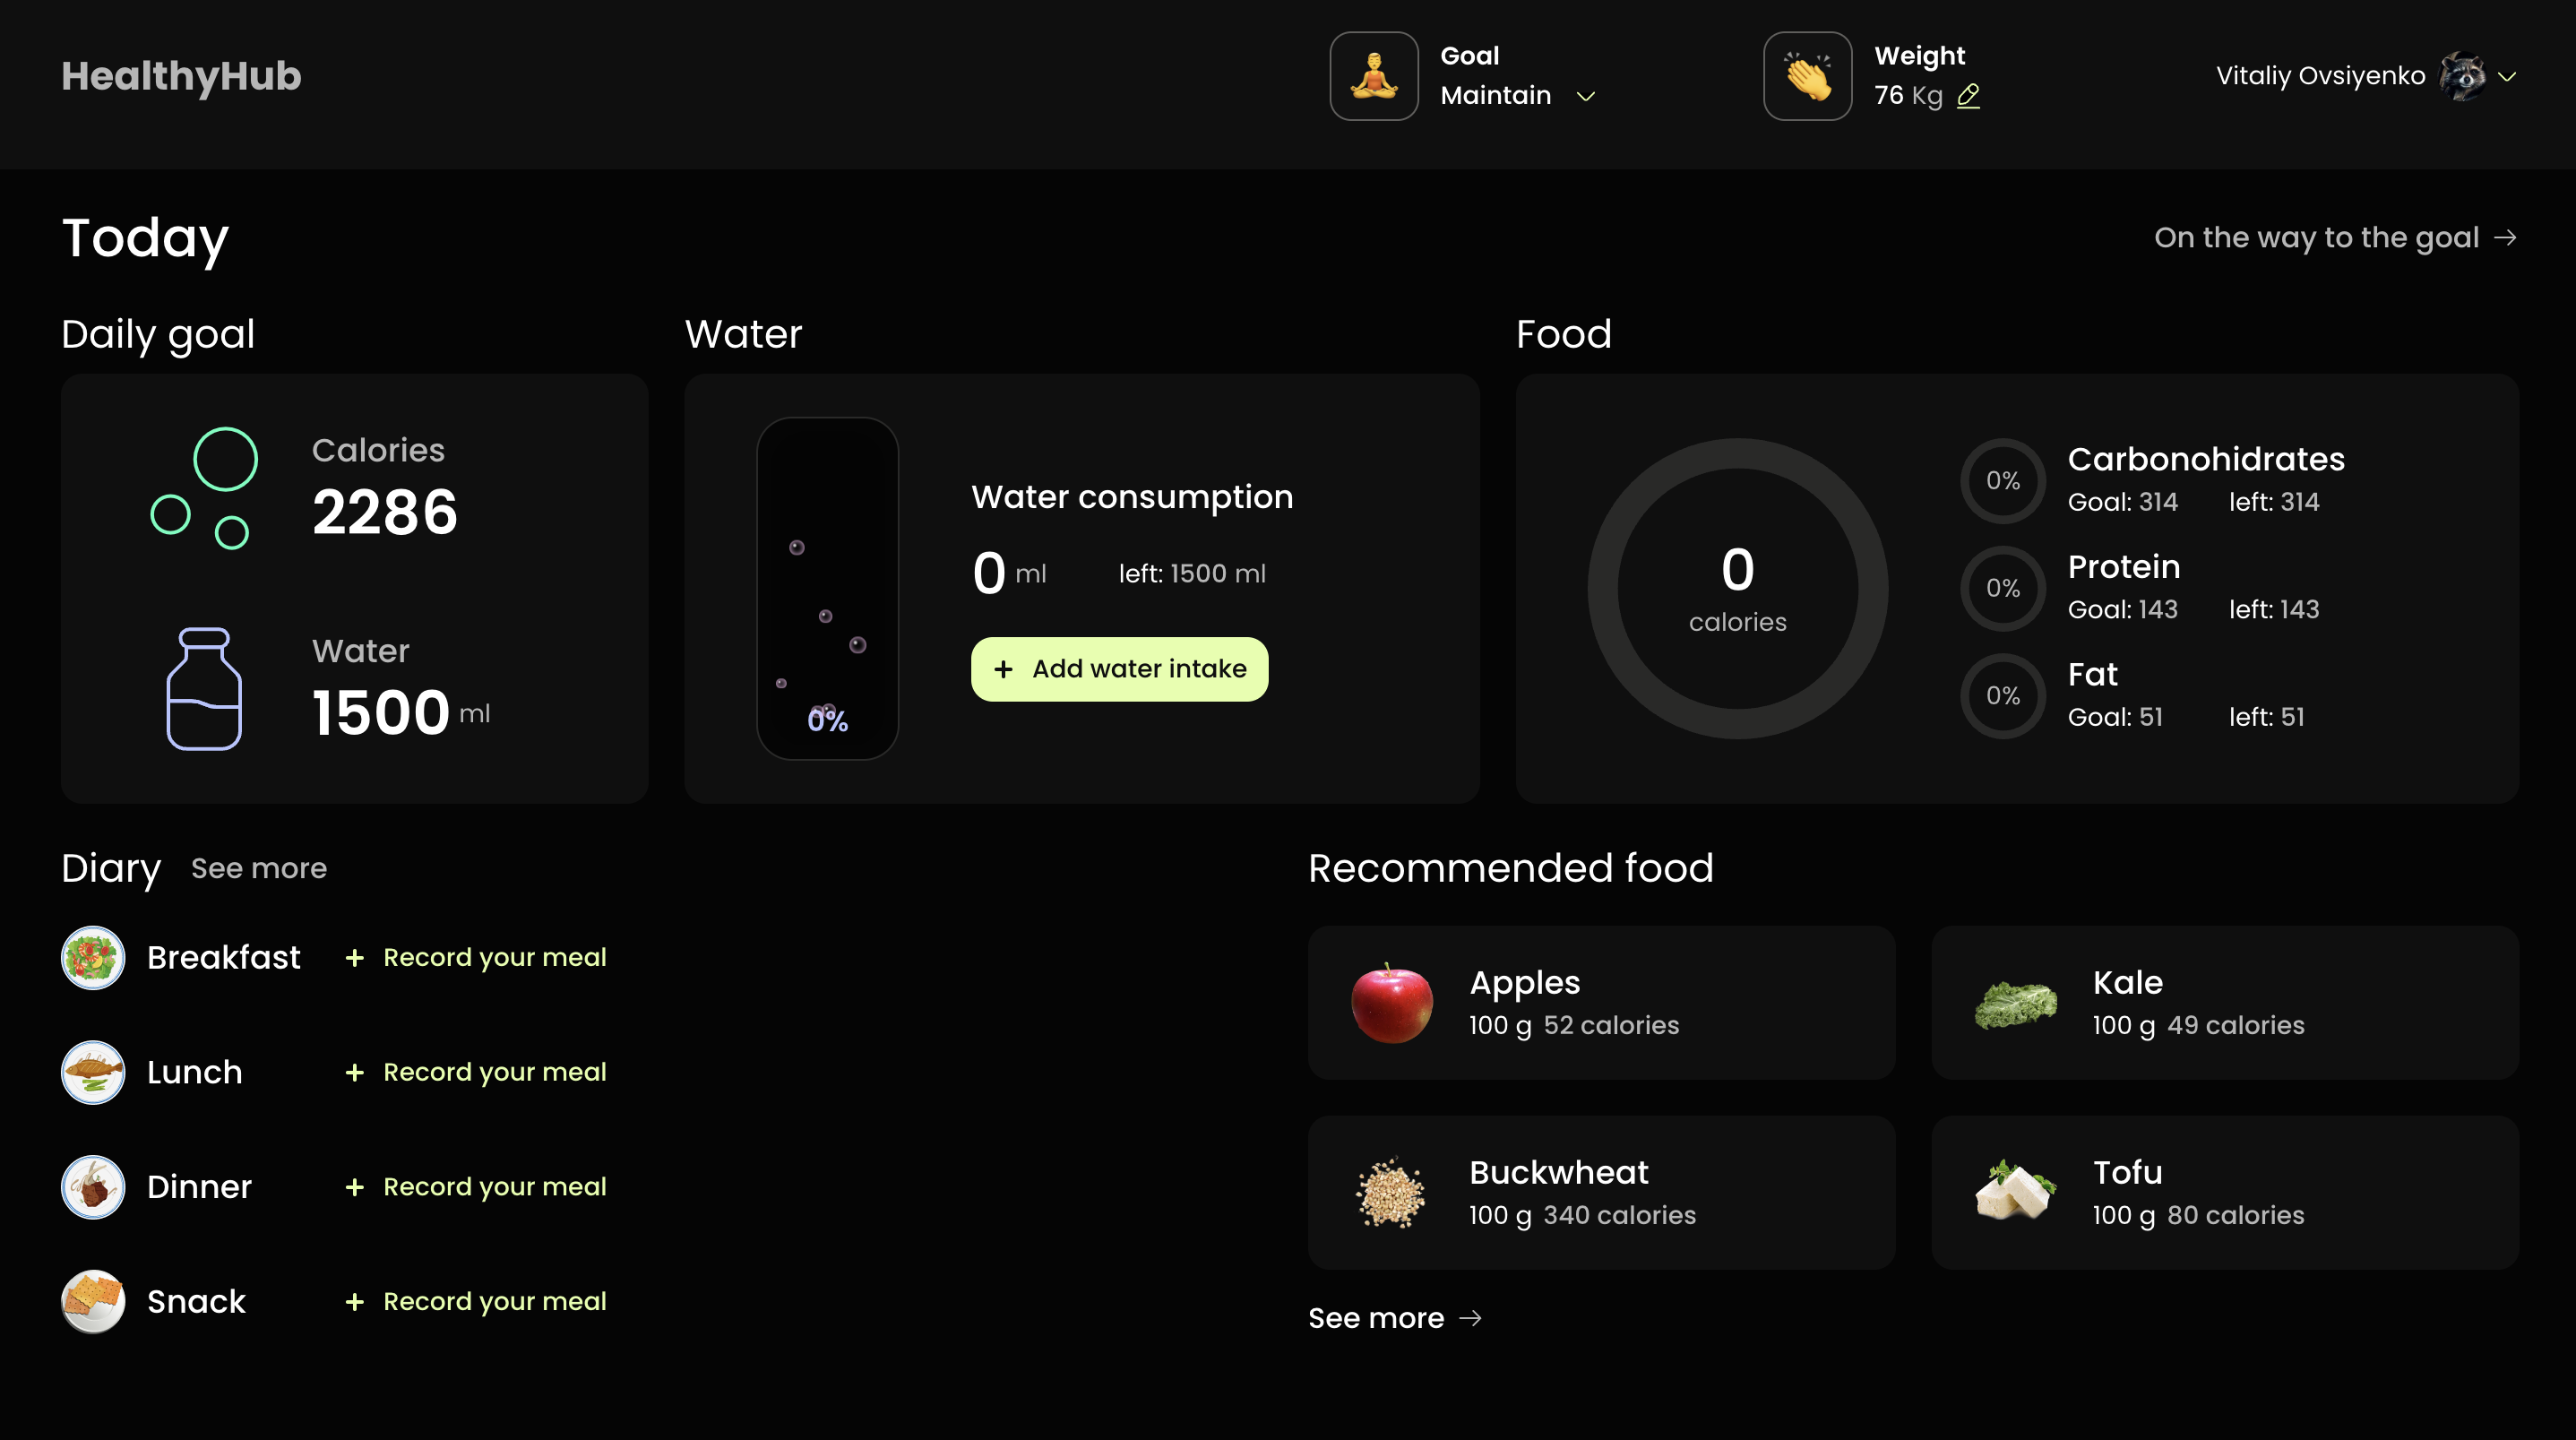 HealthyHub
Goal
Maintain
Weight
76 Kg
Vitaliy Ovsiyenko
Today
On the way to the goal →
Daily goal
Calories
2286
Water
1500 ml
Water
0%
Water consumption
0 ml left: 1500 ml
+ Add water intake
Food
0
calories
0%
Carbonohidrates
Goal: 314 left: 314
0%
Protein
Goal: 143 left: 143
0%
Fat
Goal: 51 left: 51
Diary See more
Breakfast + Record your meal
Lunch + Record your meal
Dinner + Record your meal
Snack + Record your meal
Recommended food
Apples
100 g 52 calories
Kale
100 g 49 calories
Buckwheat
100 g 340 calories
Tofu
100 g 80 calories
See more →